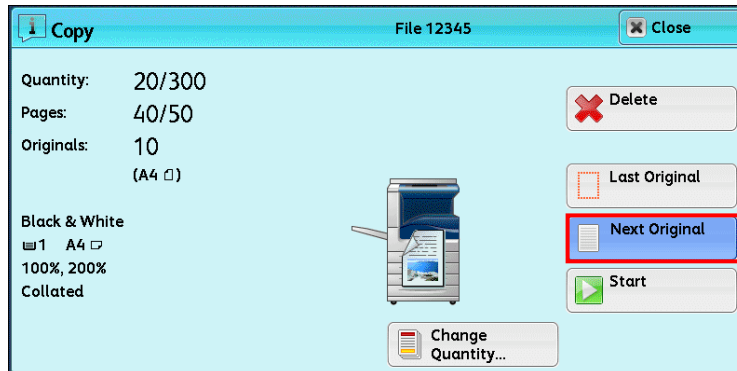 Copy
File 12345
Close
Quantity: 20/300
Pages: 40/50
Originals: 10
(A4)
Black & White
1 A4
100%, 200%
Collated
Delete
Last Original
Next Original
Start
Change
Quantity...